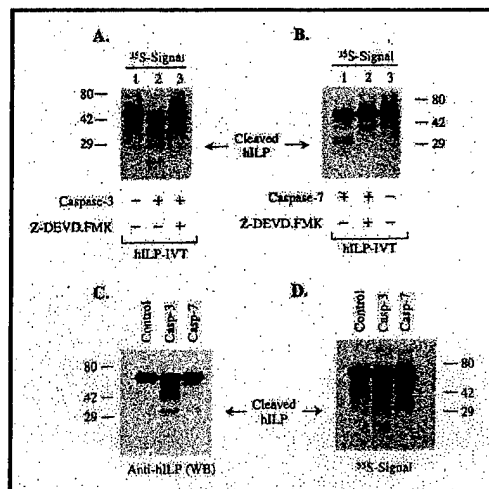 A.
³⁵S-Signal
1 2 3
80
42
29
B.
³⁵S-Signal
1 2 3
80
42
29
Cleaved
hILP
Caspase-3 − + +
Z-DEVD.FMK − − +
hILP-IVT
Caspase-7 + + −
Z-DEVD.FMK − + −
hILP-IVT
C.
Control
Casp-3
Casp-7
80
42
29
Anti-hILP (WB)
D.
Control
Casp-3
Casp-7
80
42
29
³⁵S-Signal
Cleaved
hILP